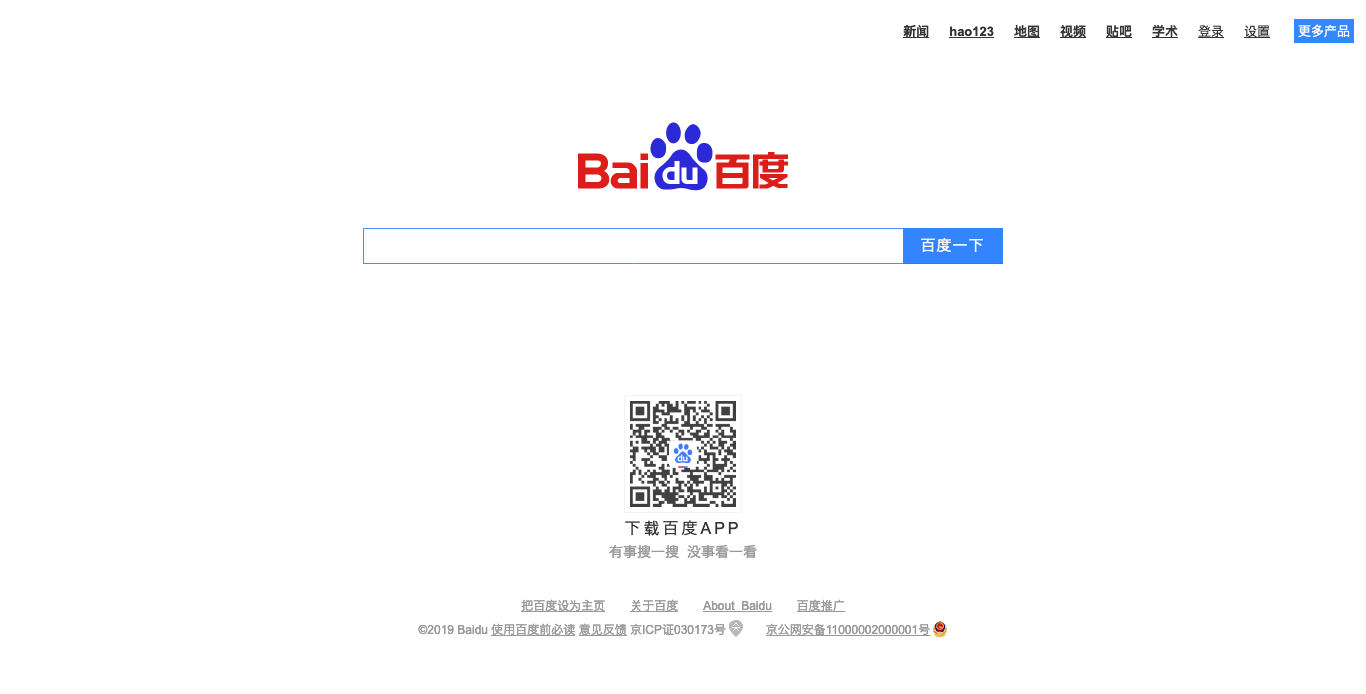 新闻 hao123 地图 视频 贴吧 学术 登录 设置 更多产品
Bai du 百度
百度一下
du
下载百度APP
有事搜一搜 没事看一看
把百度设为主页 关于百度 About Baidu 百度推广
©2019 Baidu 使用百度前必读 意见反馈 京ICP证030173号 京公网安备11000002000001号